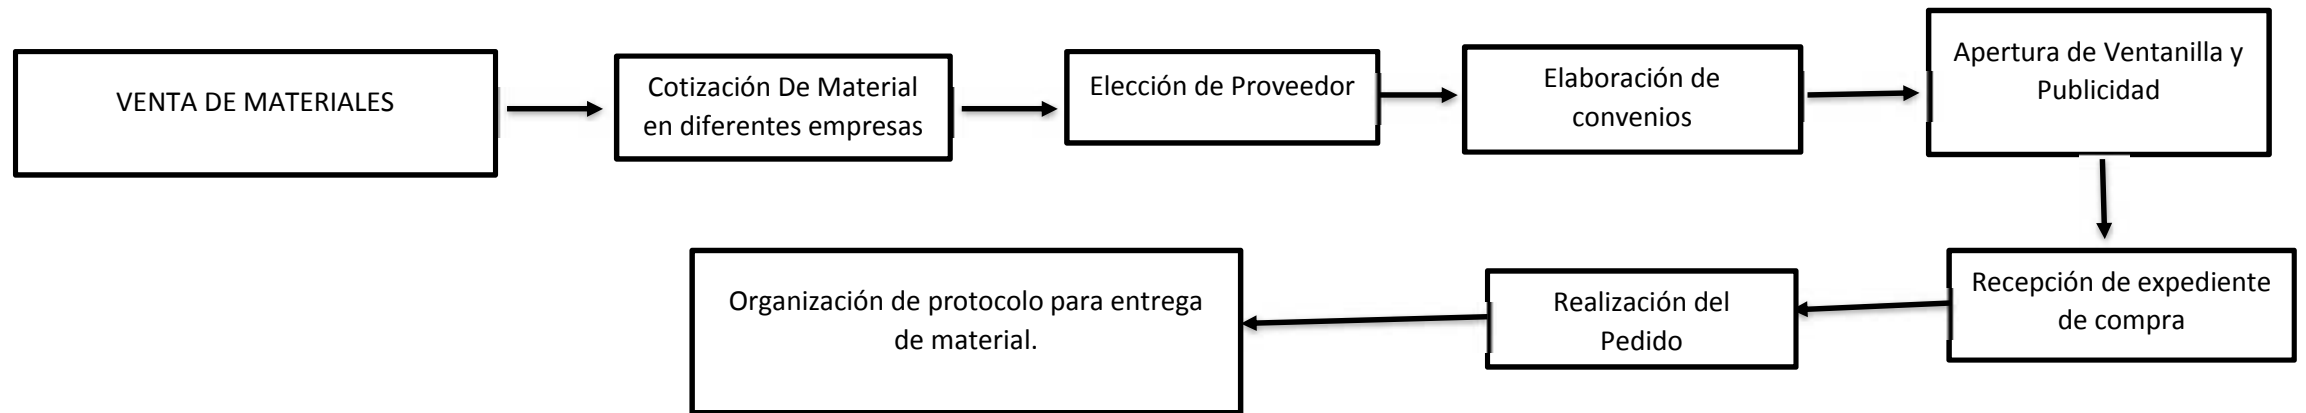 VENTA DE MATERIALES
Cotización De Material
en diferentes empresas
Elección de Proveedor
Elaboración de
convenios
Apertura de Ventanilla y
Publicidad
Recepción de expediente
de compra
Realización del
Pedido
Organización de protocolo para entrega
de material.